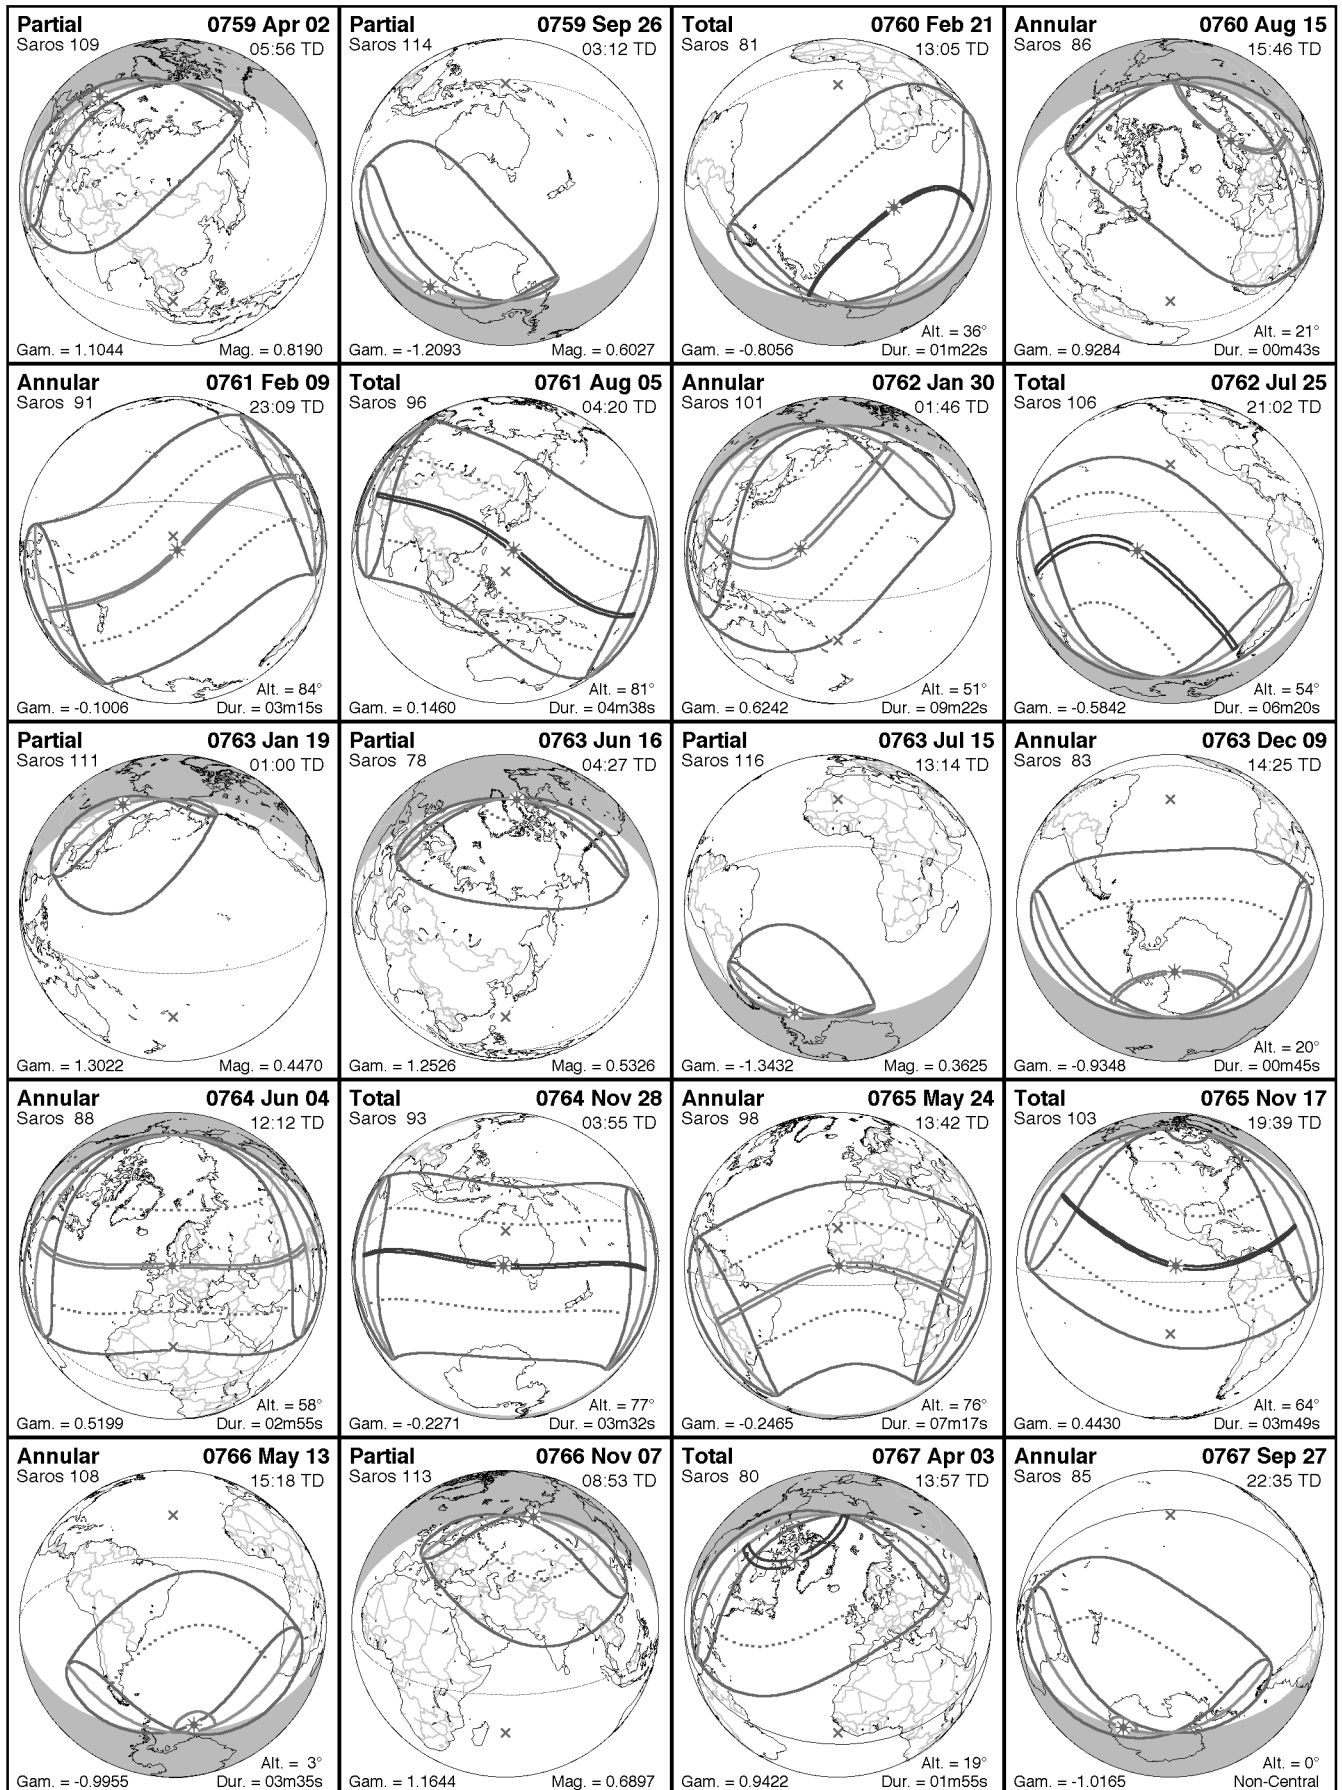 Partial 0759 Apr 02
Saros 109 05:56 TD
Gam. = 1.1044 Mag. = 0.8190
Partial 0759 Sep 26
Saros 114 03:12 TD
Gam. = -1.2093 Mag. = 0.6027
Total 0760 Feb 21
Saros 81 13:05 TD
Alt. = 36°
Gam. = -0.8056 Dur. = 01m22s
Annular 0760 Aug 15
Saros 86 15:46 TD
Alt. = 21°
Gam. = 0.9284 Dur. = 00m43s
Annular 0761 Feb 09
Saros 91 23:09 TD
Alt. = 84°
Gam. = -0.1006 Dur. = 03m15s
Total 0761 Aug 05
Saros 96 04:20 TD
Alt. = 81°
Gam. = 0.1460 Dur. = 04m38s
Annular 0762 Jan 30
Saros 101 01:46 TD
Alt. = 51°
Gam. = 0.6242 Dur. = 09m22s
Total 0762 Jul 25
Saros 106 21:02 TD
Alt. = 54°
Gam. = -0.5842 Dur. = 06m20s
Partial 0763 Jan 19
Saros 111 01:00 TD
Gam. = 1.3022 Mag. = 0.4470
Partial 0763 Jun 16
Saros 78 04:27 TD
Gam. = 1.2526 Mag. = 0.5326
Partial 0763 Jul 15
Saros 116 13:14 TD
Gam. = -1.3432 Mag. = 0.3625
Annular 0763 Dec 09
Saros 83 14:25 TD
Alt. = 20°
Gam. = -0.9348 Dur. = 00m45s
Annular 0764 Jun 04
Saros 88 12:12 TD
Alt. = 58°
Gam. = 0.5199 Dur. = 02m55s
Total 0764 Nov 28
Saros 93 03:55 TD
Alt. = 77°
Gam. = -0.2271 Dur. = 03m32s
Annular 0765 May 24
Saros 98 13:42 TD
Alt. = 76°
Gam. = -0.2465 Dur. = 07m17s
Total 0765 Nov 17
Saros 103 19:39 TD
Alt. = 64°
Gam. = 0.4430 Dur. = 03m49s
Annular 0766 May 13
Saros 108 15:18 TD
Alt. = 3°
Gam. = -0.9955 Dur. = 03m35s
Partial 0766 Nov 07
Saros 113 08:53 TD
Gam. = 1.1644 Mag. = 0.6897
Total 0767 Apr 03
Saros 80 13:57 TD
Alt. = 19°
Gam. = 0.9422 Dur. = 01m55s
Annular 0767 Sep 27
Saros 85 22:35 TD
Alt. = 0°
Gam. = -1.0165 Non-Central